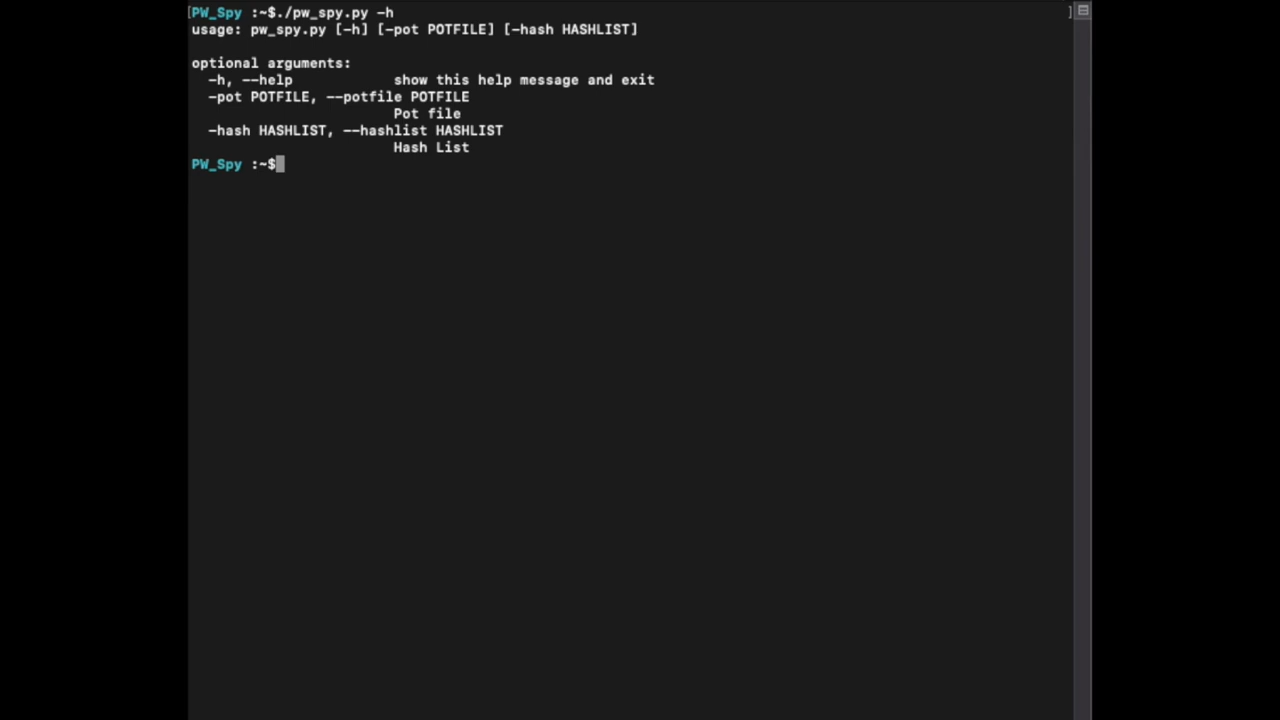 [PW_Spy :~$./pw_spy.py -h ]
usage: pw_spy.py [-h] [-pot POTFILE] [-hash HASHLIST]
optional arguments:
-h, --help show this help message and exit
-pot POTFILE, --potfile POTFILE
Pot file
-hash HASHLIST, --hashlist HASHLIST
Hash List
PW_Spy :~$